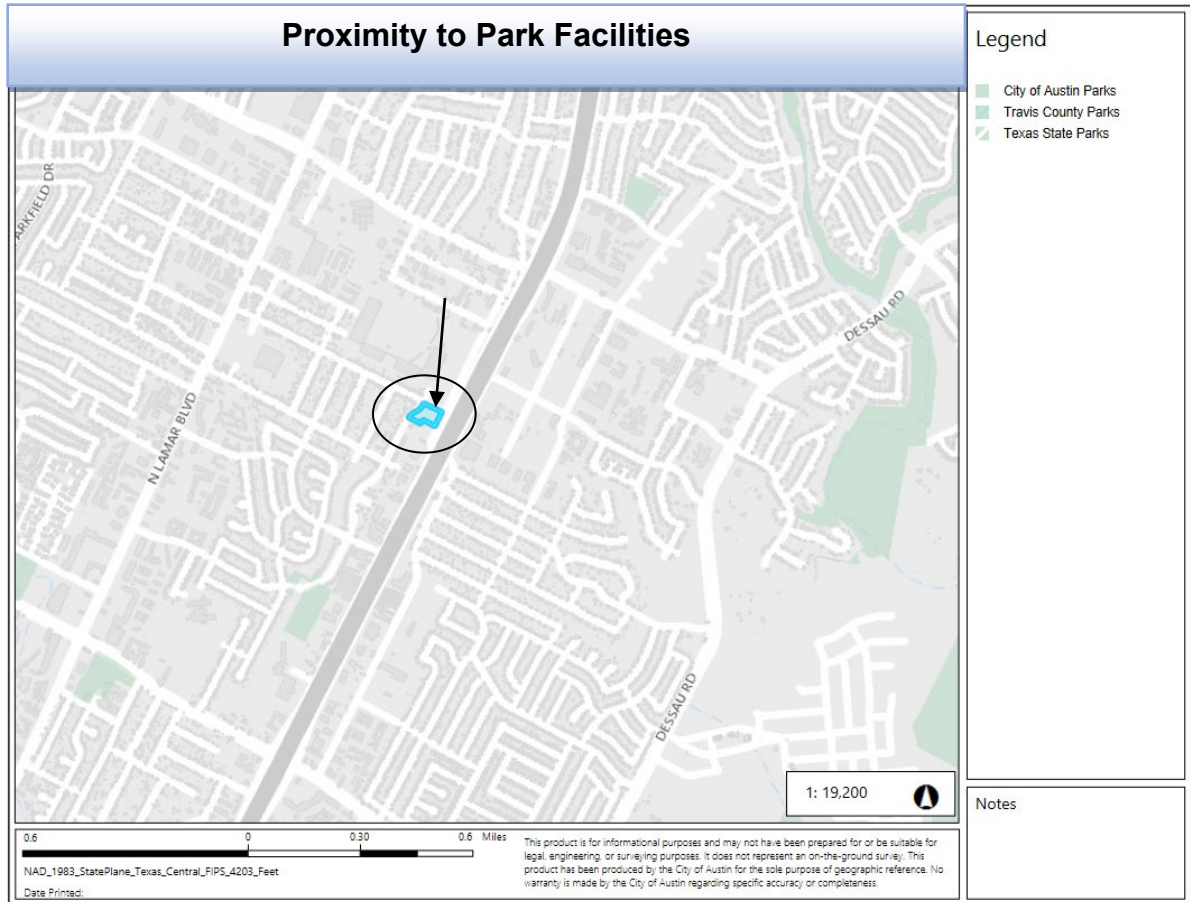 Proximity to Park Facilities
Legend
City of Austin Parks
Travis County Parks
Texas State Parks
ARKFIELD DR
N LAMAR BLVD
DESSAU RD
DESSAU RD
1: 19,200
Notes
0.6 0 0.30 0.6 Miles
NAD_1983_StatePlane_Texas_Central_FIPS_4203_Feet
Date Printed:
This product is for informational purposes and may not have been prepared for or be suitable for
legal, engineering, or surveying purposes. It does not represent an on-the-ground survey. This
product has been produced by the City of Austin for the sole purpose of geographic reference. No
warranty is made by the City of Austin regarding specific accuracy or completeness.